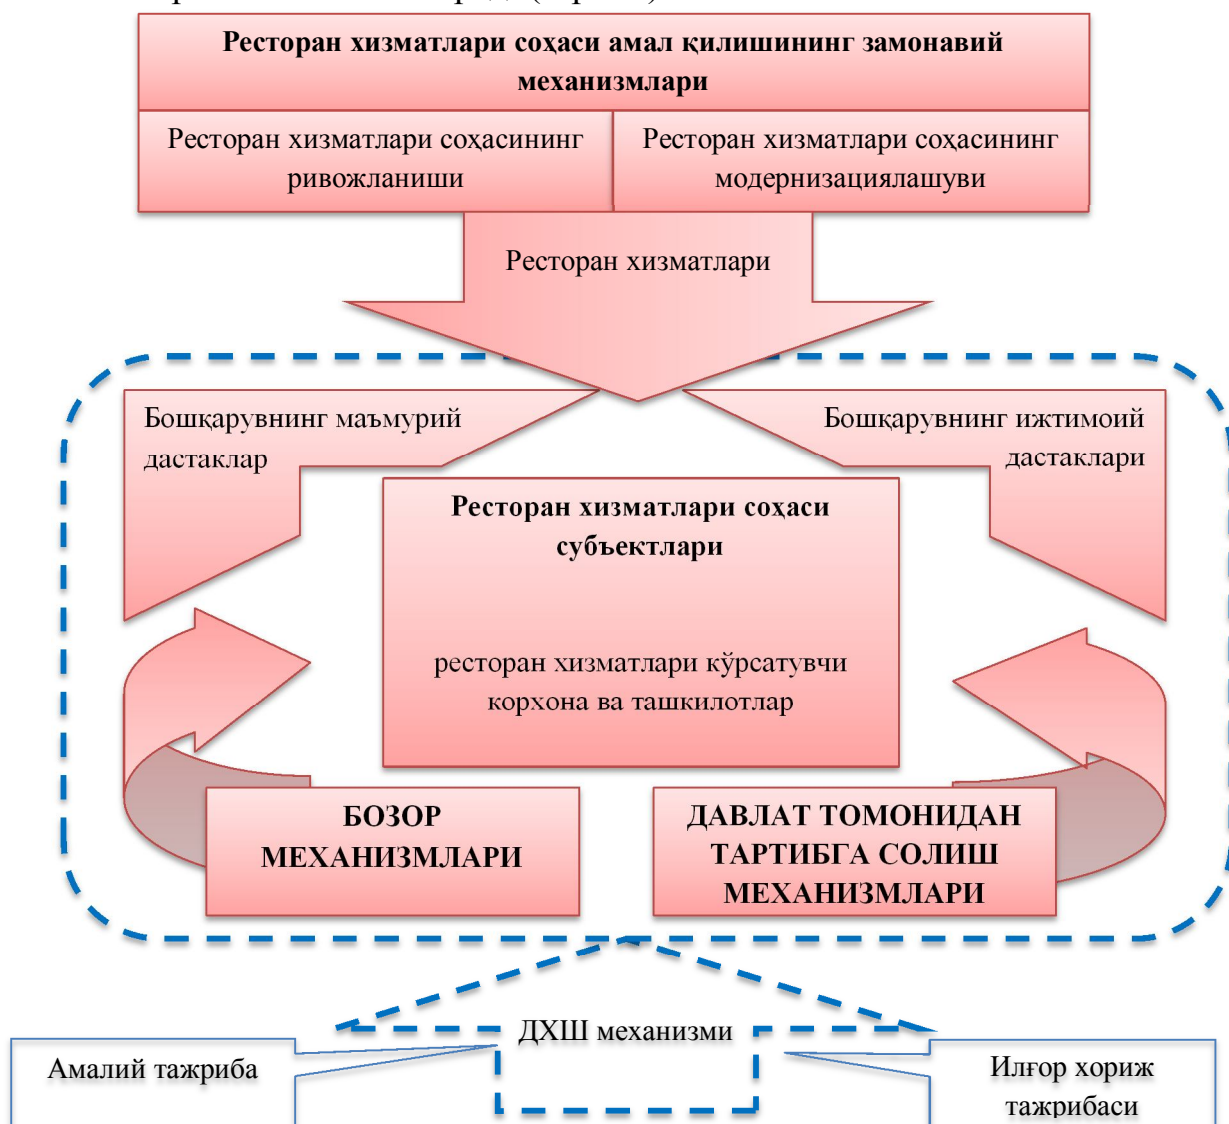 Ресторан хизматлари соҳаси амал қилишининг замонавий
механизмлари
Ресторан хизматлари соҳасининг
ривожланиши
Ресторан хизматлари соҳасининг
модернизациялашуви
Ресторан хизматлари
Бошқарувнинг маъмурий
дастаклар
Бошқарувнинг ижтимоий
дастаклари
Ресторан хизматлари соҳаси
субъектлари
ресторан хизматлари кўрсатувчи
корхона ва ташкилотлар
БОЗОР
МЕХАНИЗМЛАРИ
ДАВЛАТ ТОМОНИДАН
ТАРТИБГА СОЛИШ
МЕХАНИЗМЛАРИ
ДХШ механизми
Амалий тажриба
Илғор хориж
тажрибаси